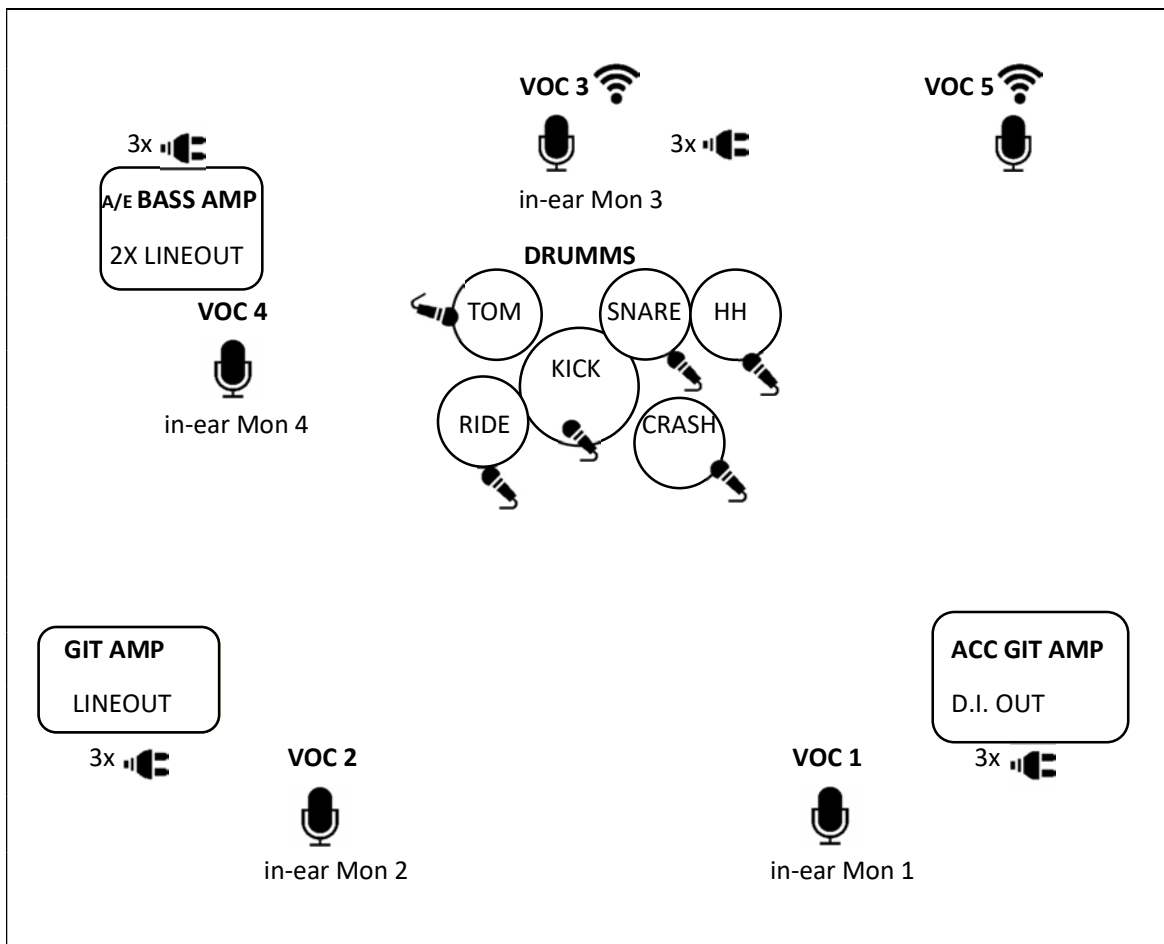 VOC 3
VOC 5
3x
3x
A/E BASS AMP
2X LINEOUT
in-ear Mon 3
DRUMMS
VOC 4
TOM
SNARE
HH
KICK
in-ear Mon 4
RIDE
CRASH
GIT AMP
LINEOUT
ACC GIT AMP
D.I. OUT
3x
VOC 2
VOC 1
3x
in-ear Mon 2
in-ear Mon 1